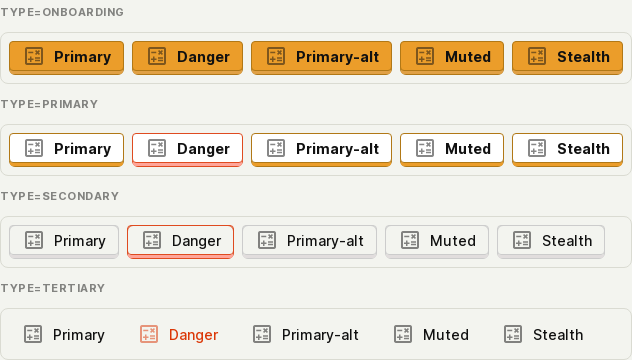 TYPE=ONBOARDING
Primary Danger Primary-alt Muted Stealth
TYPE=PRIMARY
Primary Danger Primary-alt Muted Stealth
TYPE=SECONDARY
Primary Danger Primary-alt Muted Stealth
TYPE=TERTIARY
Primary Danger Primary-alt Muted Stealth